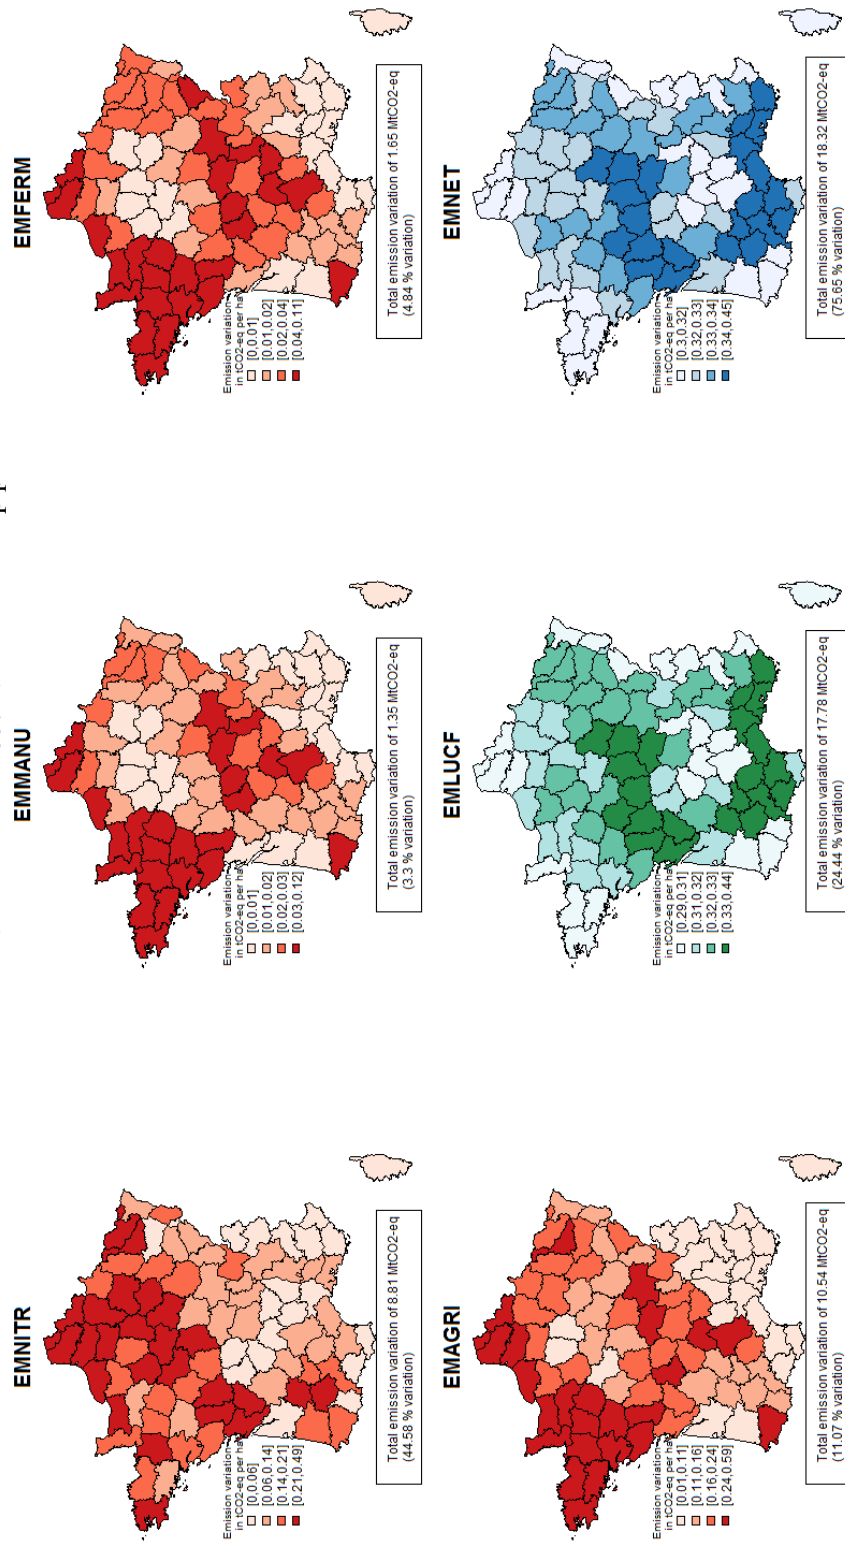 EMNITR
Emission variation
in tCO2-eq per ha
[0,0.06]
[0.06,0.14]
[0.14,0.21]
[0.21,0.49]
Total emission variation of 8.81 MtCO2-eq
(44.58 % variation)
EMMANU
Emission variation
in tCO2-eq per ha
[0,0.01]
[0.01,0.02]
[0.02,0.03]
[0.03,0.12]
Total emission variation of 1.35 MtCO2-eq
(3.3 % variation)
EMFERM
Emission variation
in tCO2-eq per ha
[0,0.01]
[0.01,0.02]
[0.02,0.04]
[0.04,0.11]
Total emission variation of 1.65 MtCO2-eq
(4.84 % variation)
EMAGRI
Emission variation
in tCO2-eq per ha
[0.01,0.11]
[0.11,0.16]
[0.16,0.24]
[0.24,0.59]
Total emission variation of 10.54 MtCO2-eq
(11.07 % variation)
EMLUCF
Emission variation
in tCO2-eq per ha
[0.29,0.31]
[0.31,0.32]
[0.32,0.33]
[0.33,0.44]
Total emission variation of 17.78 MtCO2-eq
(24.44 % variation)
EMNET
Emission variation
in tCO2-eq per ha
[0.3,0.32]
[0.32,0.33]
[0.33,0.34]
[0.34,0.45]
Total emission variation of 18.32 MtCO2-eq
(75.65 % variation)